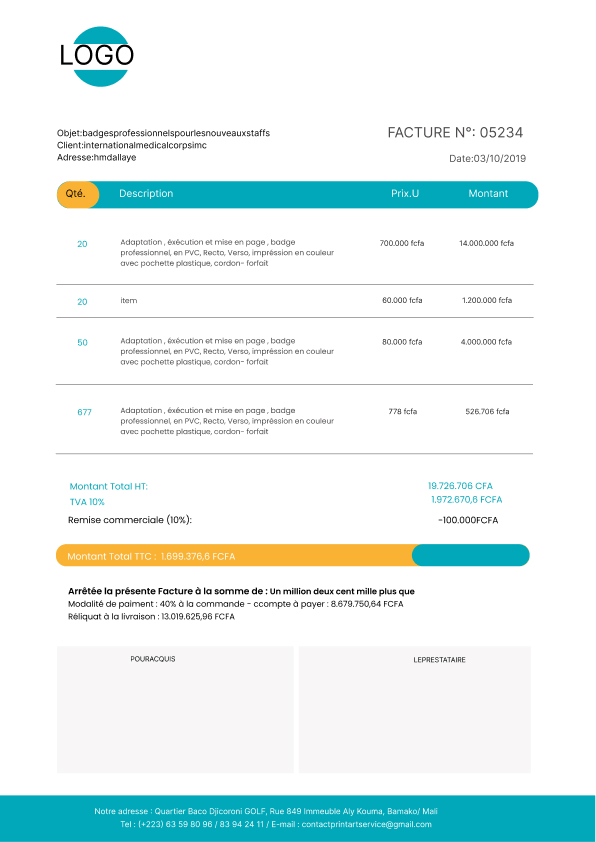 LOGO
Objet:badgesprofessionnelspourlesnouveauxstaffs
Client:internationalmedicalcorpsimc
Adresse:hmdallaye
FACTURE N°: 05234
Date:03/10/2019
Qté. Description Prix.U Montant
20 Adaptation , éxécution et mise en page , badge 700.000 fcfa 14.000.000 fcfa
professionnel, en PVC, Recto, Verso, impréssion en couleur
avec pochette plastique, cordon- forfait
20 item 60.000 fcfa 1.200.000 fcfa
50 Adaptation , éxécution et mise en page , badge 80.000 fcfa 4.000.000 fcfa
professionnel, en PVC, Recto, Verso, impréssion en couleur
avec pochette plastique, cordon- forfait
677 Adaptation , éxécution et mise en page , badge 778 fcfa 526.706 fcfa
professionnel, en PVC, Recto, Verso, impréssion en couleur
avec pochette plastique, cordon- forfait
Montant Total HT: 19.726.706 CFA
TVA 10% 1.972.670,6 FCFA
Remise commerciale (10%): -100.000FCFA
Montant Total TTC : 1.699.376,6 FCFA
Arrêtée la présente Facture à la somme de : Un million deux cent mille plus que
Modalité de paiment : 40% à la commande - ccompte à payer : 8.679.750,64 FCFA
Réliquat à la livraison : 13.019.625,96 FCFA
POURACQUIS
LEPRESTATAIRE
Notre adresse : Quartier Baco Djicoroni GOLF, Rue 849 Immeuble Aly Kouma, Bamako/ Mali
Tel : (+223) 63 59 80 96 / 83 94 24 11 / E-mail : contactprintartservice@gmail.com